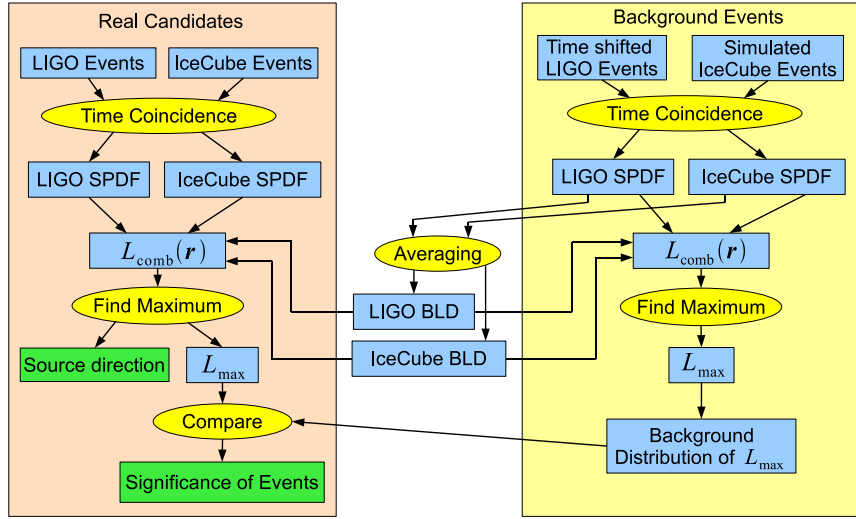 Real Candidates
LIGO Events
IceCube Events
Time Coincidence
LIGO SPDF
IceCube SPDF
L_comb(r)
Find Maximum
Source direction
L_max
Compare
Significance of Events
Averaging
LIGO BLD
IceCube BLD
Background Events
Time shifted
LIGO Events
Simulated
IceCube Events
Time Coincidence
LIGO SPDF
IceCube SPDF
L_comb(r)
Find Maximum
L_max
Background
Distribution of L_max